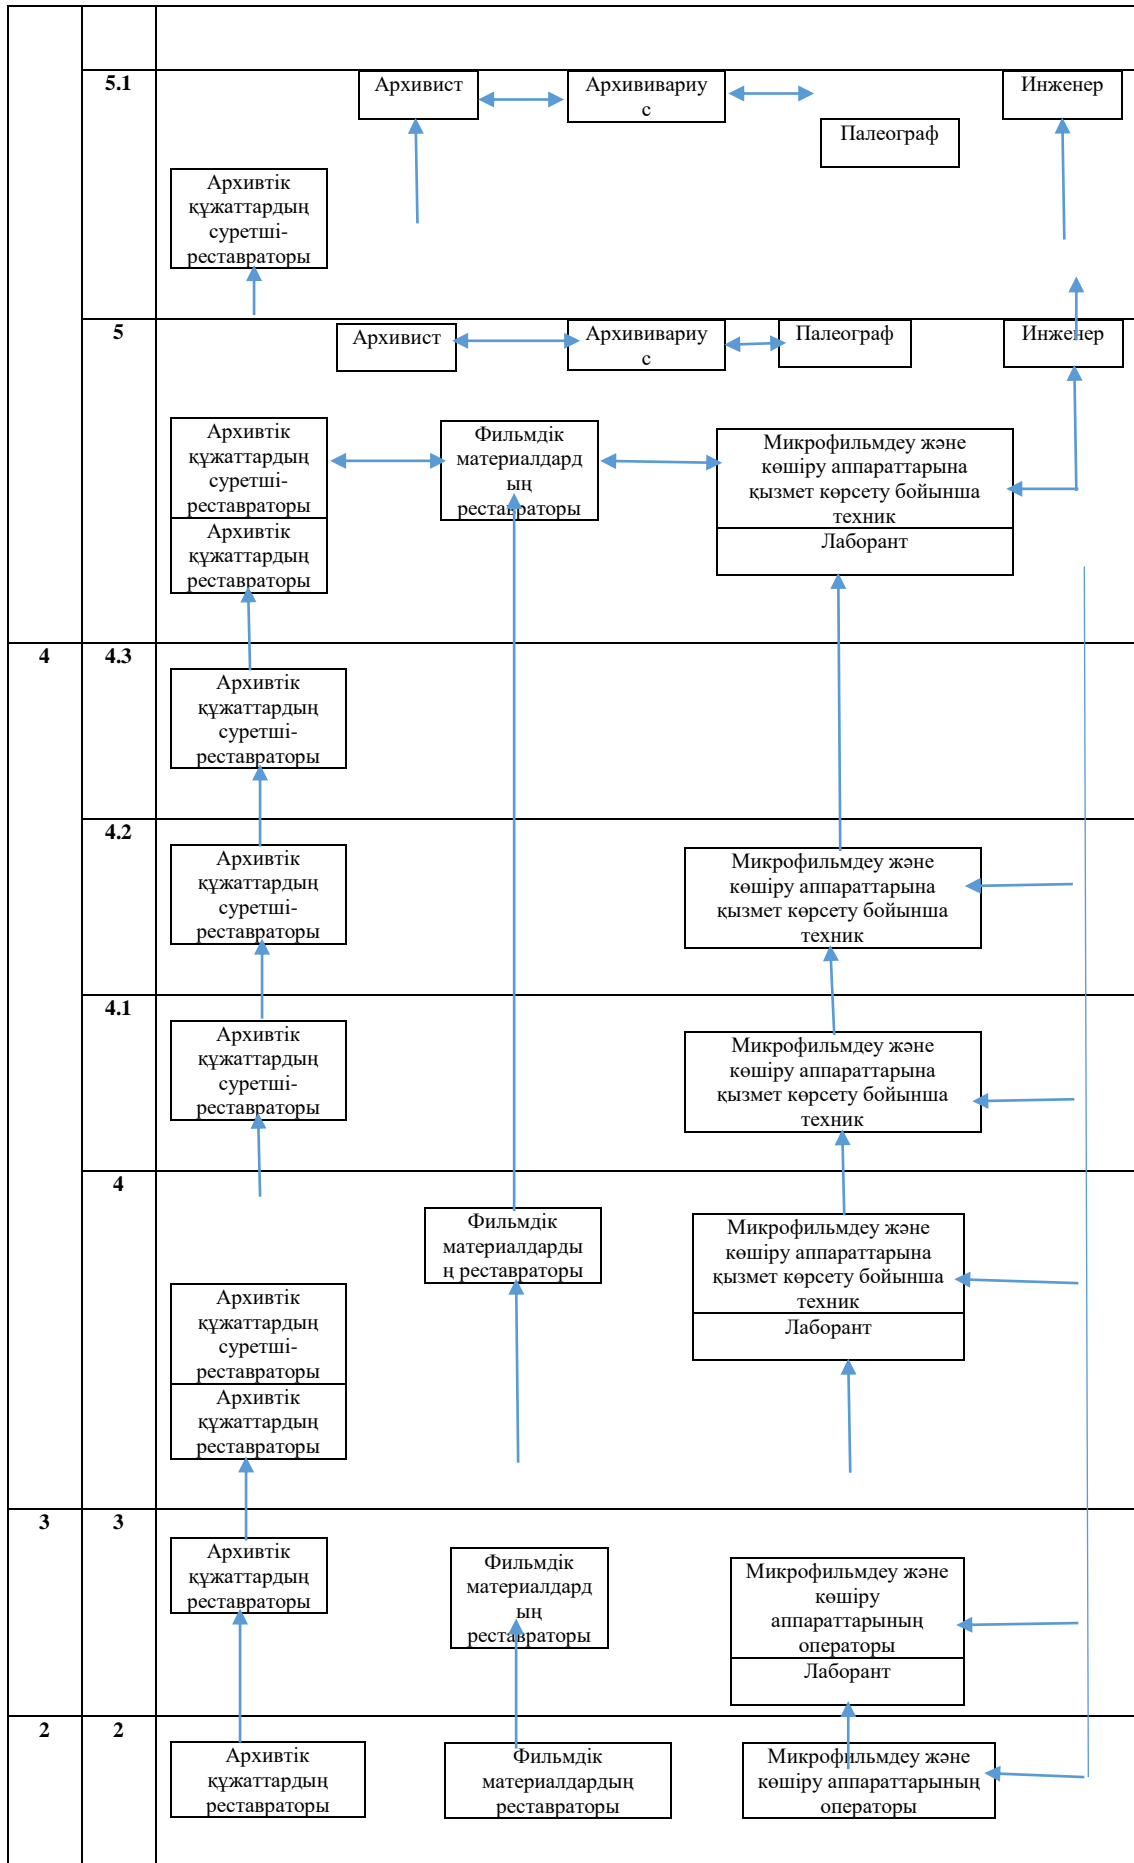 5.1
Архивист
Архививариу
с
Инженер
Палеограф
Архивтік
құжаттардың
суретші-
реставраторы
5
Архивист
Архививариу
с
Палеограф
Инженер
Архивтік
құжаттардың
суретші-
реставраторы
Архивтік
құжаттардың
реставраторы
Фильмдік
материалдард
ың
реставраторы
Микрофильмдеу және
көшіру аппараттарына
қызмет көрсету бойынша
техник
Лаборант
4
4.3
Архивтік
құжаттардың
суретші-
реставраторы
4.2
Архивтік
құжаттардың
суретші-
реставраторы
Микрофильмдеу және
көшіру аппараттарына
қызмет көрсету бойынша
техник
4.1
Архивтік
құжаттардың
суретші-
реставраторы
Микрофильмдеу және
көшіру аппараттарына
қызмет көрсету бойынша
техник
4
Фильмдік
материалдарды
ң реставраторы
Микрофильмдеу және
көшіру аппараттарына
қызмет көрсету бойынша
техник
Лаборант
Архивтік
құжаттардың
суретші-
реставраторы
Архивтік
құжаттардың
реставраторы
3
3
Архивтік
құжаттардың
реставраторы
Фильмдік
материалдард
ың
реставраторы
Микрофильмдеу және
көшіру
аппараттарының
операторы
Лаборант
2
2
Архивтік
құжаттардың
реставраторы
Фильмдік
материалдардың
реставраторы
Микрофильмдеу және
көшіру аппараттарының
операторы